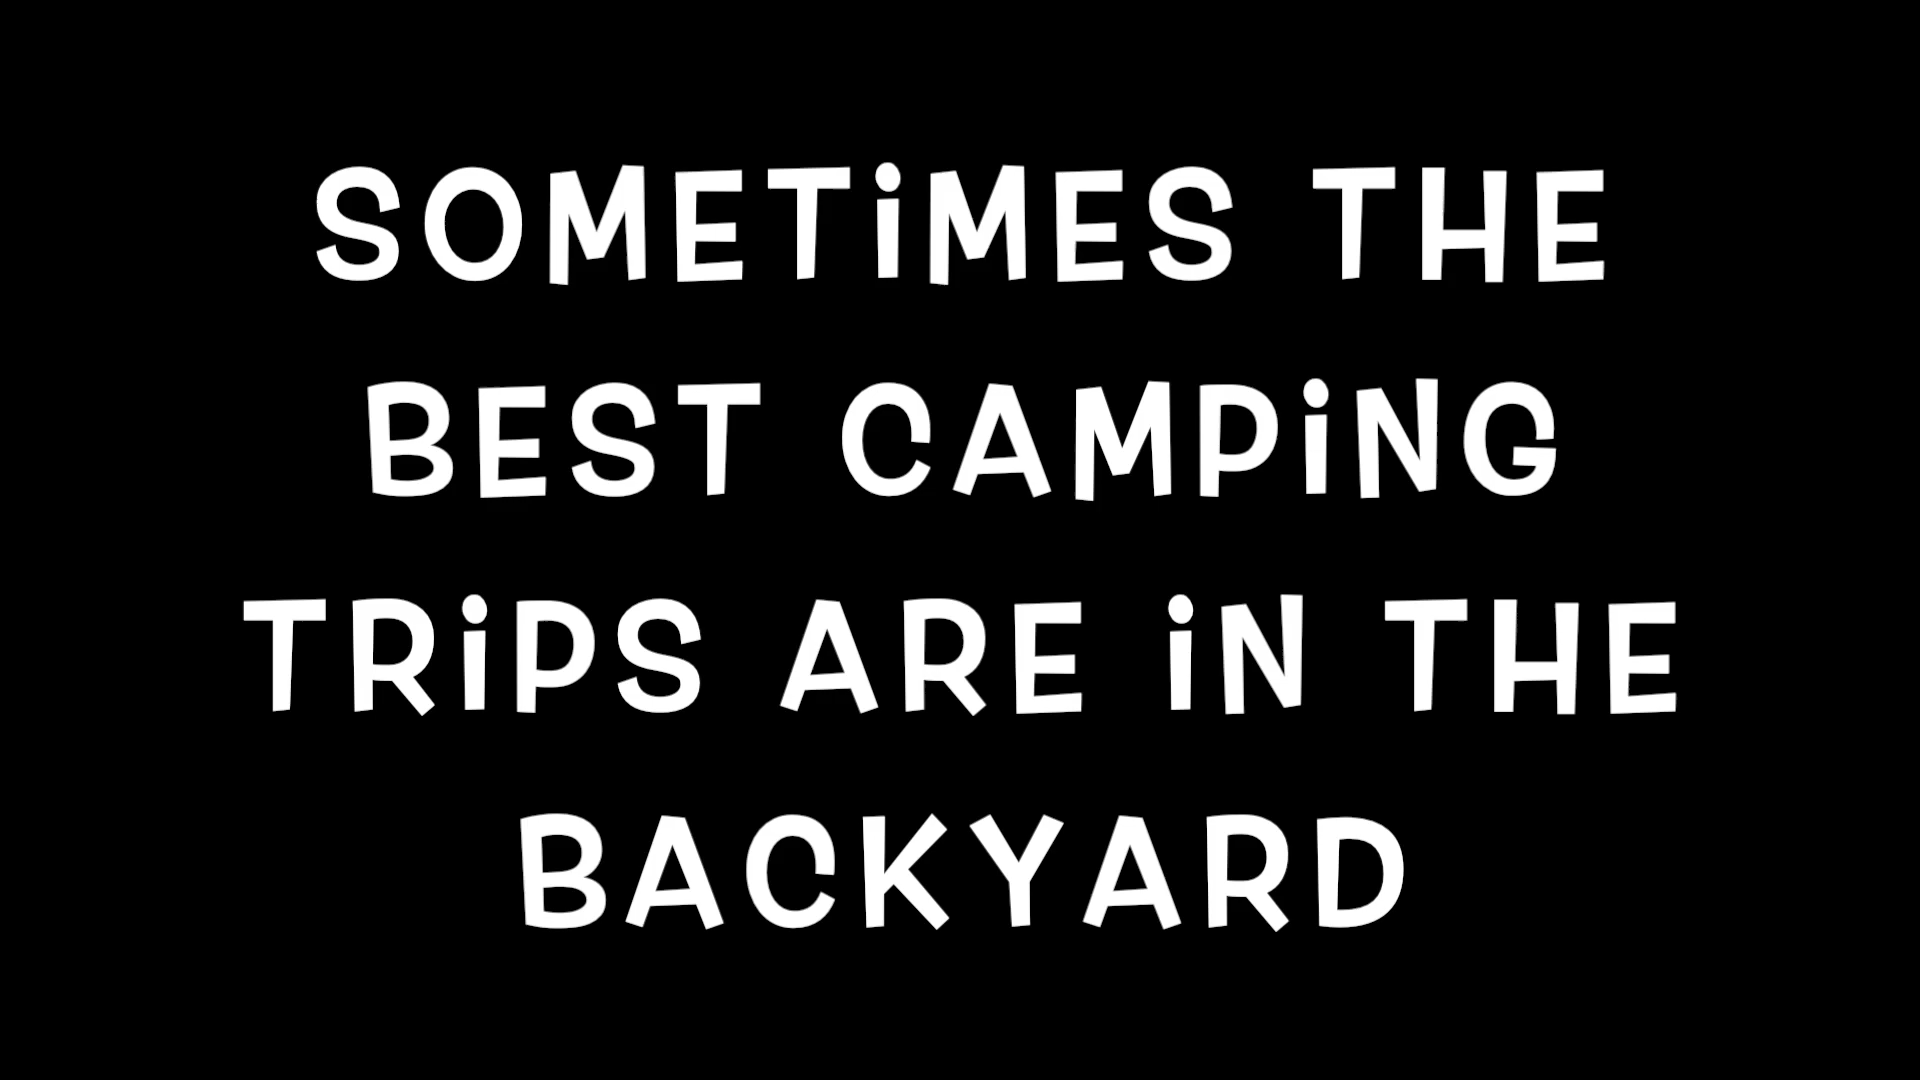 SOMETiMES THE
BEST CAMPiNG
TRiPS ARE iN THE
BACKYARD